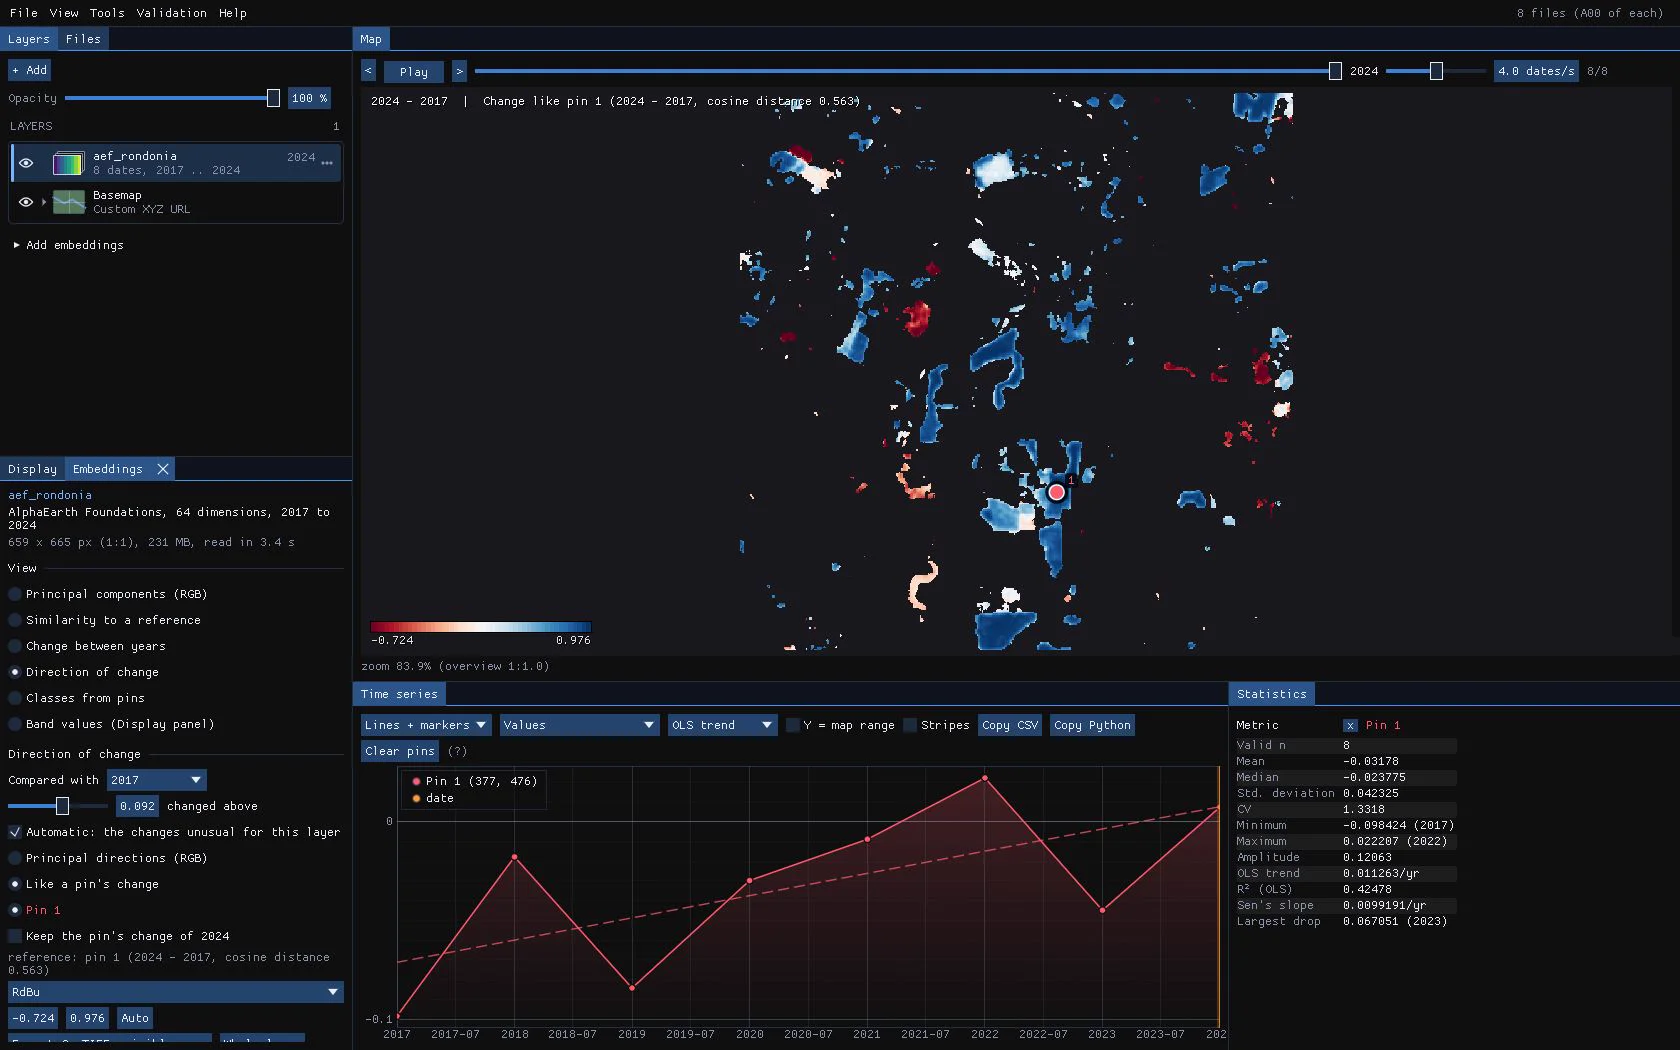 File View Tools Validation Help
8 files (A00 of each)
Layers Files
Map
+ Add
< Play > 2024 4.0 dates/s 8/8
Opacity 100 %
2024 - 2017 | Change like pin 1 (2024 - 2017, cosine distance 0.563)
LAYERS 1
aef_rondonia 2024 •••
8 dates, 2017 .. 2024
Basemap
Custom XYZ URL
Add embeddings
1
-0.724 0.976
zoom 83.9% (overview 1:1.0)
Display Embeddings X
aef_rondonia
AlphaEarth Foundations, 64 dimensions, 2017 to
2024
659 x 665 px (1:1), 231 MB, read in 3.4 s
View
Principal components (RGB)
Similarity to a reference
Change between years
Direction of change
Classes from pins
Band values (Display panel)
Direction of change
Compared with 2017
0.092 changed above
Automatic: the changes unusual for this layer
Principal directions (RGB)
Like a pin's change
Pin 1
Keep the pin's change of 2024
reference: pin 1 (2024 - 2017, cosine distance
0.563)
RdBu
-0.724 0.976 Auto
Time series
Lines + markers Values OLS trend Y = map range Stripes Copy CSV Copy Python
Clear pins (?)
Pin 1 (377, 476)
date
0
-0.1
2017 2017-07 2018 2018-07 2019 2019-07 2020 2020-07 2021 2021-07 2022 2022-07 2023 2023-07 202
Statistics
Metric x Pin 1
Valid n 8
Mean -0.03178
Median -0.023775
Std. deviation 0.042325
CV 1.3318
Minimum -0.098424 (2017)
Maximum 0.022207 (2022)
Amplitude 0.12063
OLS trend 0.011263/yr
R² (OLS) 0.42478
Sen's slope 0.0099191/yr
Largest drop 0.067051 (2023)